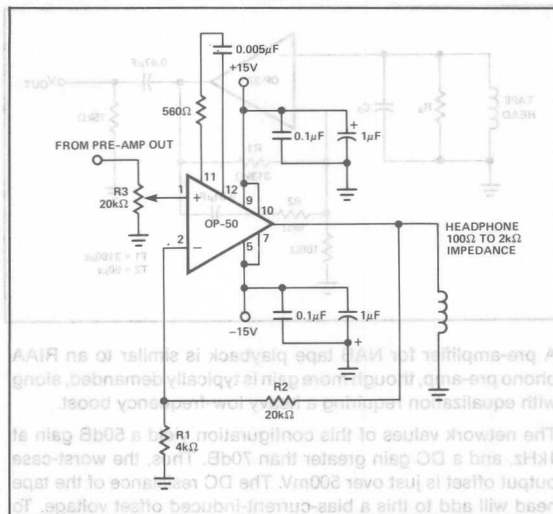 0.005μF
+15V
560Ω
0.1μF
+
1μF
FROM PRE-AMP OUT
R3
20kΩ
11
12
1
+
9
10
OP-50
2
−
5
7
HEADPHONE
100Ω TO 2kΩ
IMPEDANCE
−15V
0.1μF
1μF
+
R2
20kΩ
R1
4kΩ
TAPE
HEAD
0.47μF
A pre-amplifier for NAB tape playback is similar to an RIAA
phono pre-amp, though more gain is typically demanded, along
with equalization requiring a heavy low-frequency boost.
The network values of this configuration yield a 50dB gain at
1kHz, and a DC gain greater than 70dB. Thus, the worst-case
output offset is just over 500mV. The DC resistance of the tape
head will add to this a bias-current-induced offset voltage. To